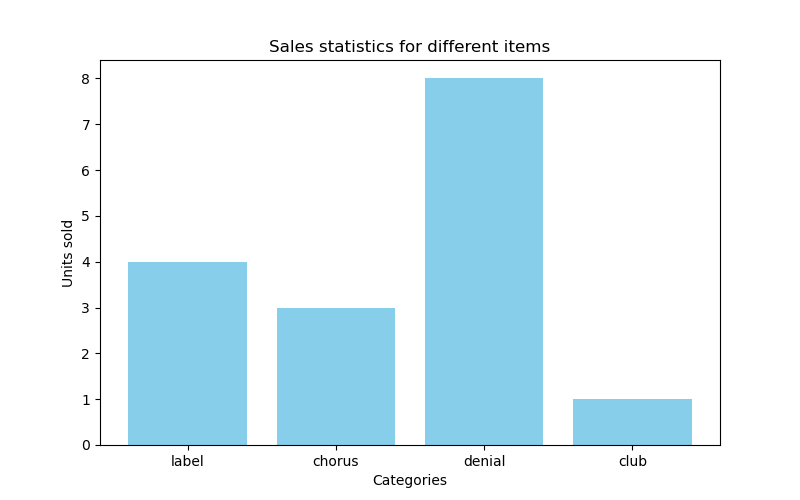 Sales statistics for different items
8
7
6
5
4
3
2
1
0
Units sold
label chorus denial club
Categories